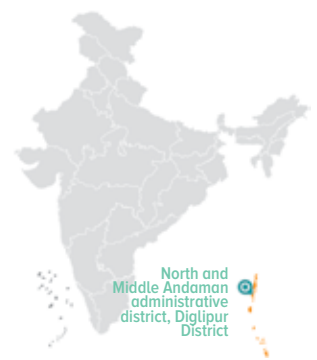 North and
Middle Andaman
administrative
district, Diglipur
District